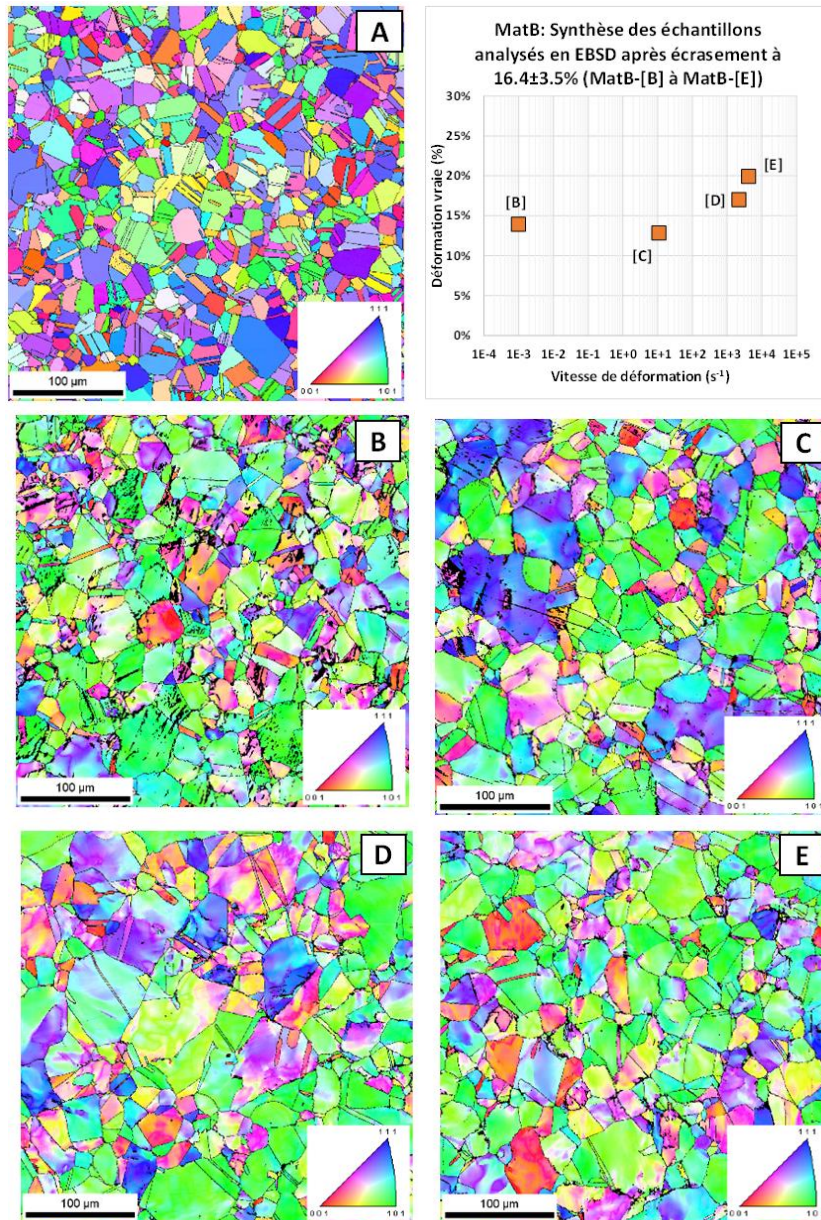 A
111
001
101
100 µm
MatB: Synthèse des échantillons
analysés en EBSD après écrasement à
16.4±3.5% (MatB-[B] à MatB-[E])
30%
25%
20%
15%
10%
5%
0%
Déformation vraie (%)
[B]
[C]
[D]
[E]
1E-4 1E-3 1E-2 1E-1 1E+0 1E+1 1E+2 1E+3 1E+4 1E+5
Vitesse de déformation (s⁻¹)
B
111
001
101
100 µm
C
111
001
101
100 µm
D
111
001
101
100 µm
E
111
001
100 µm